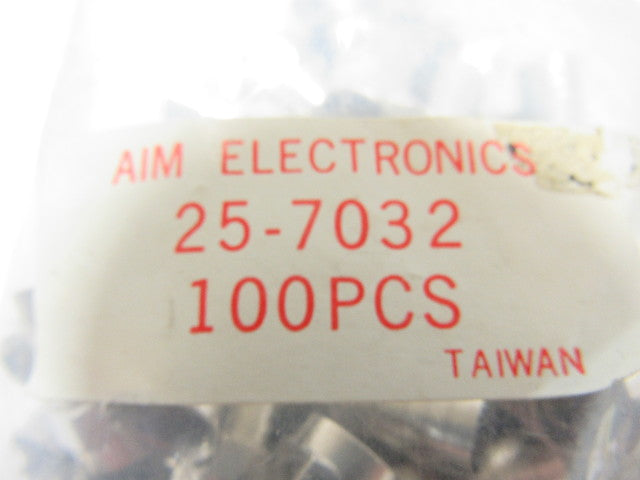 AIM ELECTRONICS
25-7032
100PCS
TAIWAN